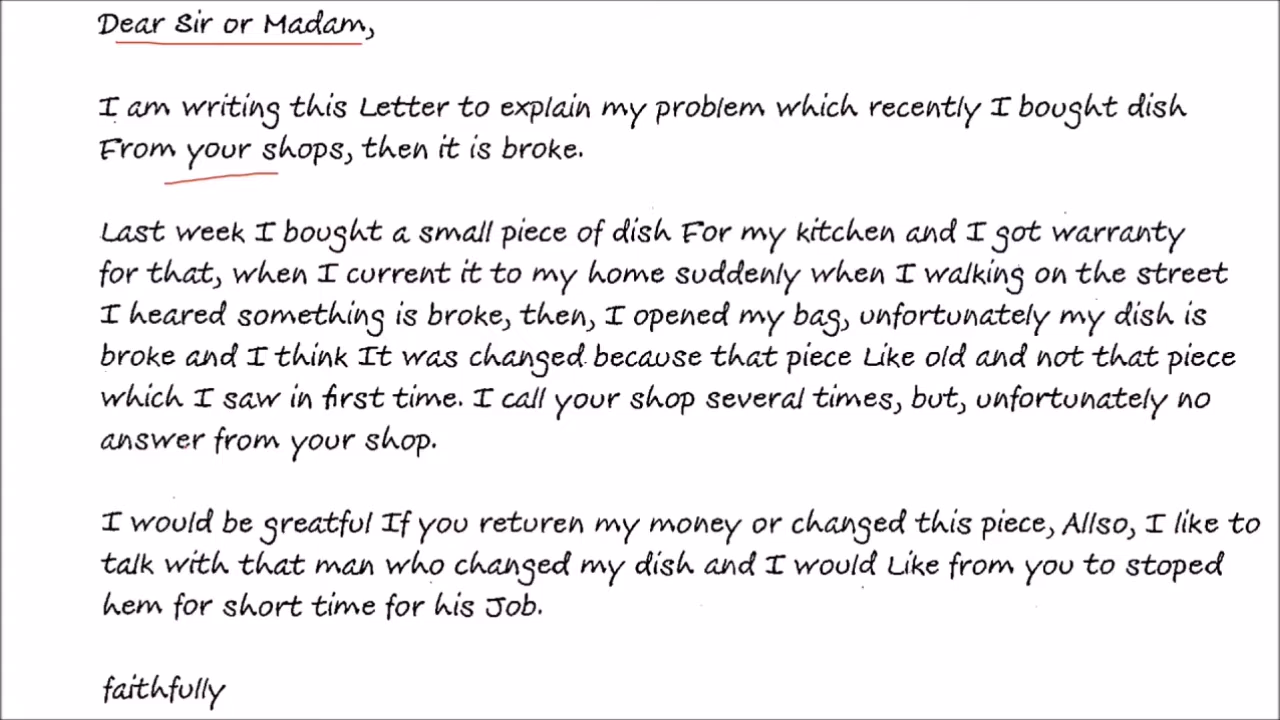 Dear Sir or Madam,
I am writing this Letter to explain my problem which recently I bought dish
From your shops, then it is broke.
Last week I bought a small piece of dish For my kitchen and I got warranty
for that, when I current it to my home suddenly when I walking on the street
I heared something is broke, then, I opened my bag, unfortunately my dish is
broke and I think It was changed because that piece Like old and not that piece
which I saw in first time. I call your shop several times, but, unfortunately no
answer from your shop.
I would be greatful If you returen my money or changed this piece, Allso, I like to
talk with that man who changed my dish and I would Like from you to stoped
hem for short time for his Job.
faithfully